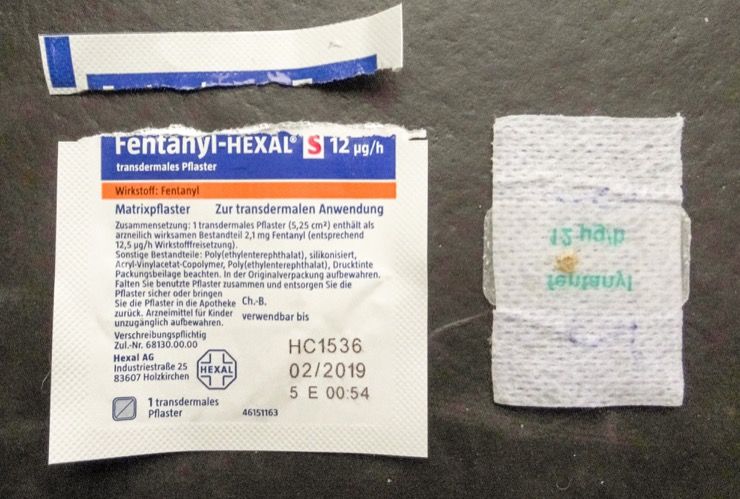 Fentanyl-HEXAL® S 12 µg/h
transdermales Pflaster
Wirkstoff: Fentanyl
Matrixpflaster Zur transdermalen Anwendung
Zusammensetzung: 1 transdermales Pflaster (5,25 cm²) enthält als
arzneilich wirksamen Bestandteil 2,1 mg Fentanyl (entsprechend
12,5 µg/h Wirkstofffreisetzung).
Sonstige Bestandteile: Poly(ethylenterephthalat), silikonisiert,
Acryl-Vinylacetat-Copolymer, Poly(ethylenterephthalat), Drucktinte
Packungsbeilage beachten. In der Originalverpackung aufbewahren.
Falten Sie benutzte Pflaster zusammen und entsorgen Sie die
Pflaster sicher oder bringen
Sie die Pflaster in die Apotheke
zurück. Arzneimittel für Kinder
unzugänglich aufbewahren.
Ch.-B.
verwendbar bis
Verschreibungspflichtig
Zul.-Nr. 68130.00.00
Hexal AG
Industriestraße 25
83607 Holzkirchen
HEXAL
HC1536
02/2019
5 E 00:54
1 transdermales
Pflaster
46151163
12 µg/h
fentanyl